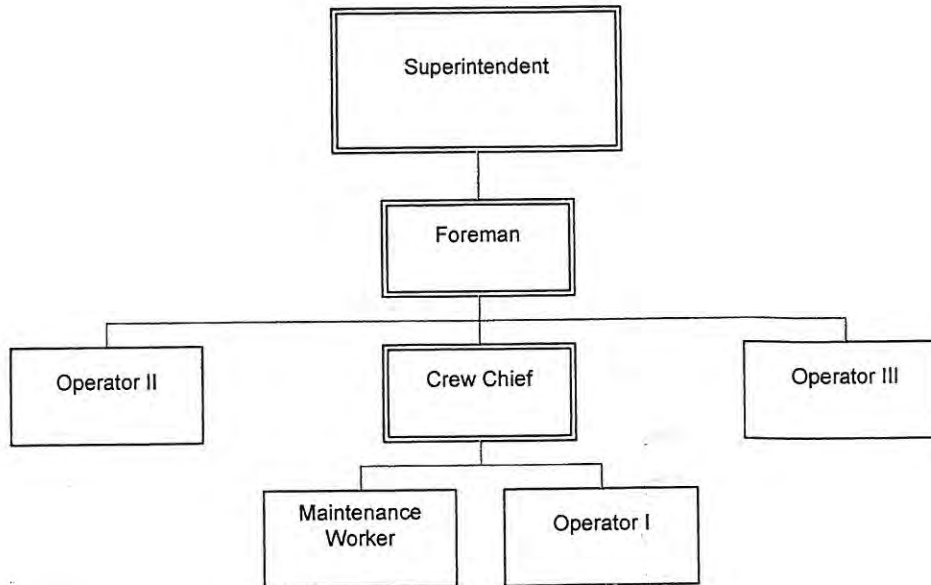 Superintendent
Foreman
Operator II
Crew Chief
Operator III
Maintenance
Worker
Operator I